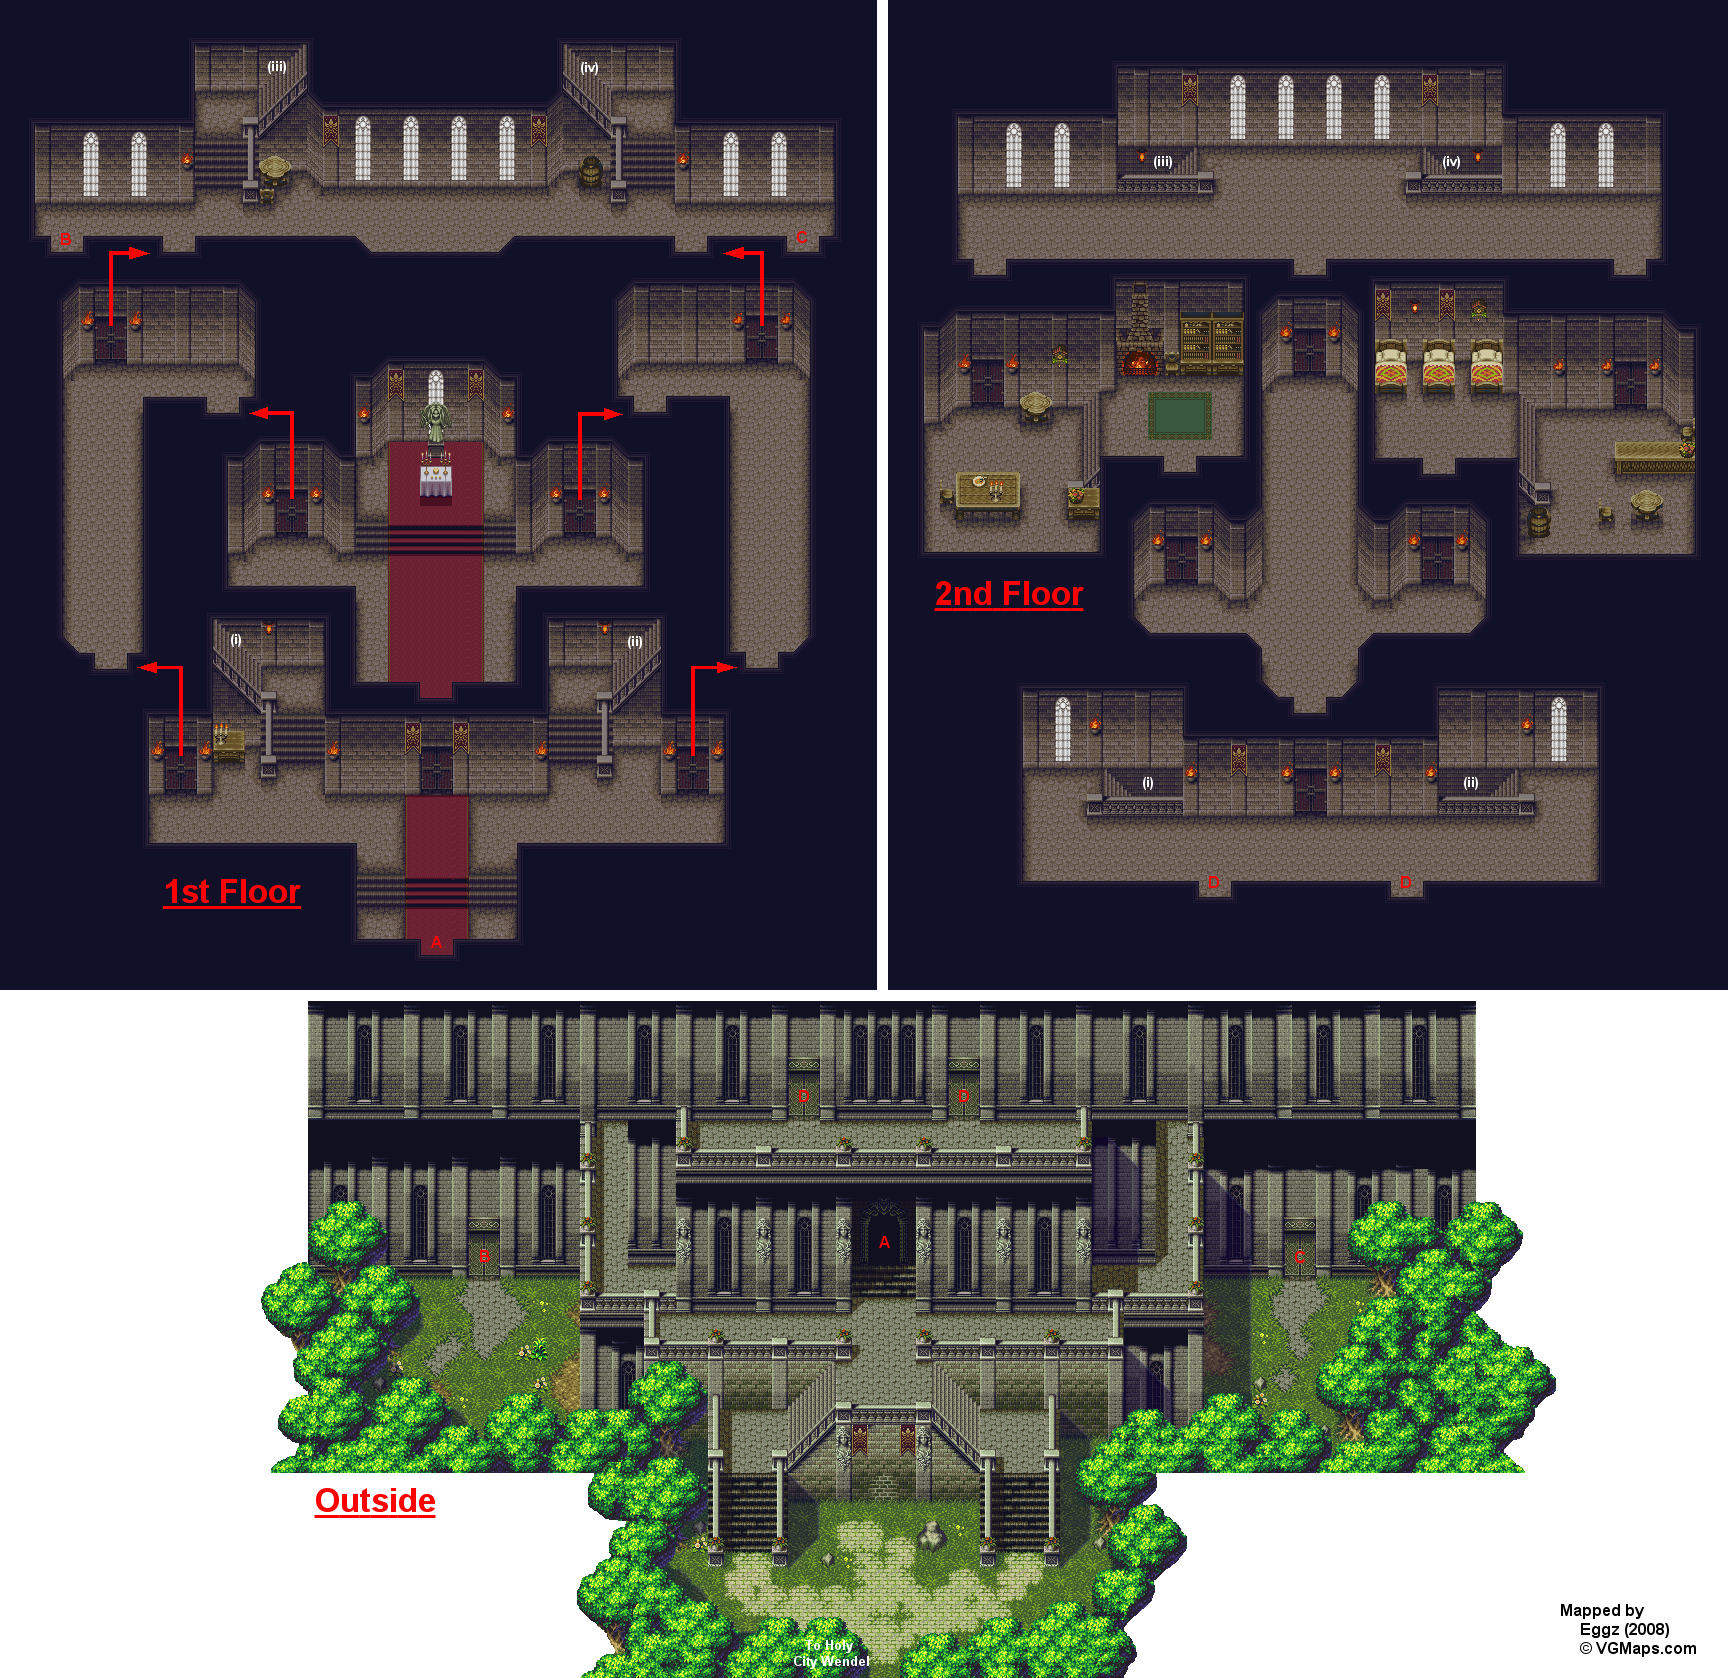 (iii)
(iv)
B
C
(i)
(ii)
1st Floor
A
(iii)
(iv)
2nd Floor
(i)
(ii)
D
D
D
D
A
B
C
Outside
To Holy
City Wendel
Mapped by
Eggz (2008)
© VGMaps.com